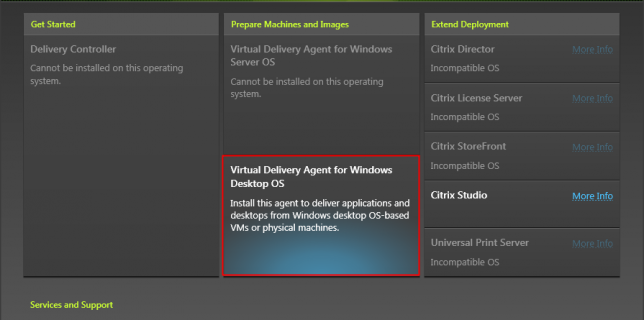 Get Started
Delivery Controller
Cannot be installed on this operating
system.
Prepare Machines and Images
Virtual Delivery Agent for Windows
Server OS
Cannot be installed on this operating
system.
Virtual Delivery Agent for Windows
Desktop OS
Install this agent to deliver applications and
desktops from Windows desktop OS-based
VMs or physical machines.
Extend Deployment
Citrix Director More Info
Incompatible OS
Citrix License Server More Info
Incompatible OS
Citrix StoreFront More Info
Incompatible OS
Citrix Studio More Info
Universal Print Server More Info
Incompatible OS
Services and Support